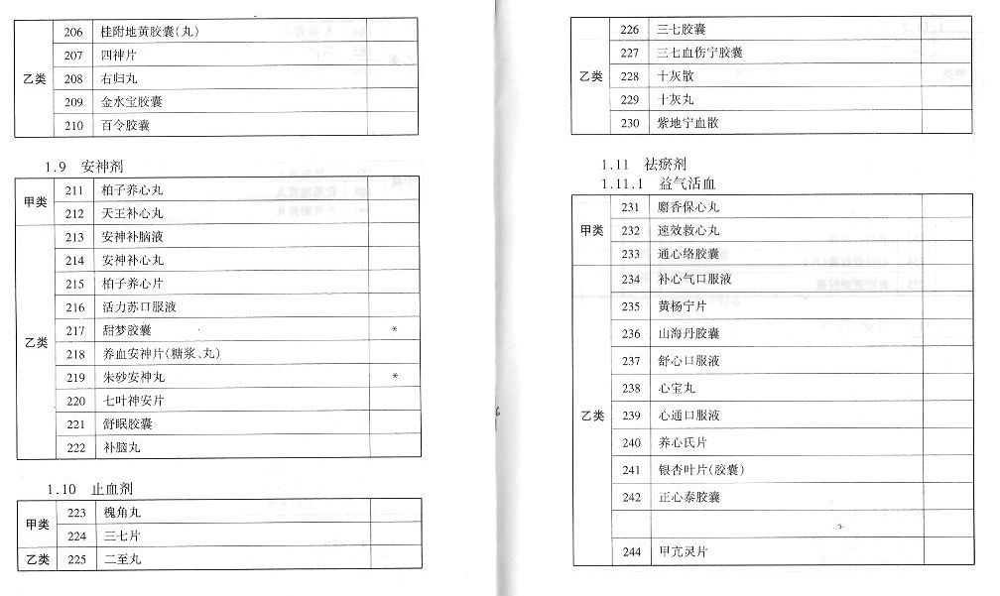 206 桂附地黄胶囊(丸)
207 四神片
乙类 208 右归丸
209 金水宝胶囊
210 百令胶囊
1.9 安神剂
甲类 211 柏子养心丸
212 天王补心丸
213 安神补脑液
214 安神补心丸
215 柏子养心片
216 活力苏口服液
217 甜梦胶囊 *
乙类 218 养血安神片(糖浆、丸)
219 朱砂安神丸 *
220 七叶神安片
221 舒眠胶囊
222 补脑丸
1.10 止血剂
甲类 223 槐角丸
224 三七片
乙类 225 二至丸
226 三七胶囊
227 三七血伤宁胶囊
乙类 228 十灰散
229 十灰丸
230 紫地宁血散
1.11 祛瘀剂
1.11.1 益气活血
231 麝香保心丸
甲类 232 速效救心丸
233 通心络胶囊
234 补心气口服液
235 黄杨宁片
236 山海丹胶囊
237 舒心口服液
238 心宝丸
乙类 239 心通口服液
240 养心氏片
241 银杏叶片(胶囊)
242 正心泰胶囊
244 甲亢灵片